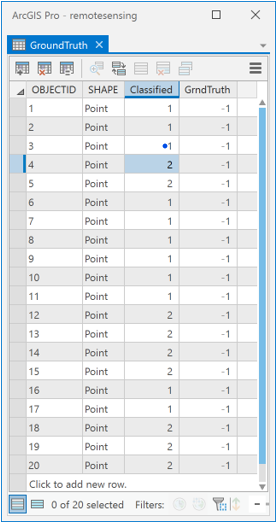 ArcGIS Pro - remotesensing
GroundTruth
OBJECTID SHAPE Classified GrndTruth
1 Point 1 -1
2 Point 1 -1
3 Point 1 -1
4 Point 2 -1
5 Point 2 -1
6 Point 1 -1
7 Point 1 -1
8 Point 1 -1
9 Point 1 -1
10 Point 1 -1
11 Point 1 -1
12 Point 2 -1
13 Point 2 -1
14 Point 2 -1
15 Point 2 -1
16 Point 1 -1
17 Point 1 -1
18 Point 2 -1
19 Point 2 -1
20 Point 2 -1
Click to add new row.
0 of 20 selected Filters: